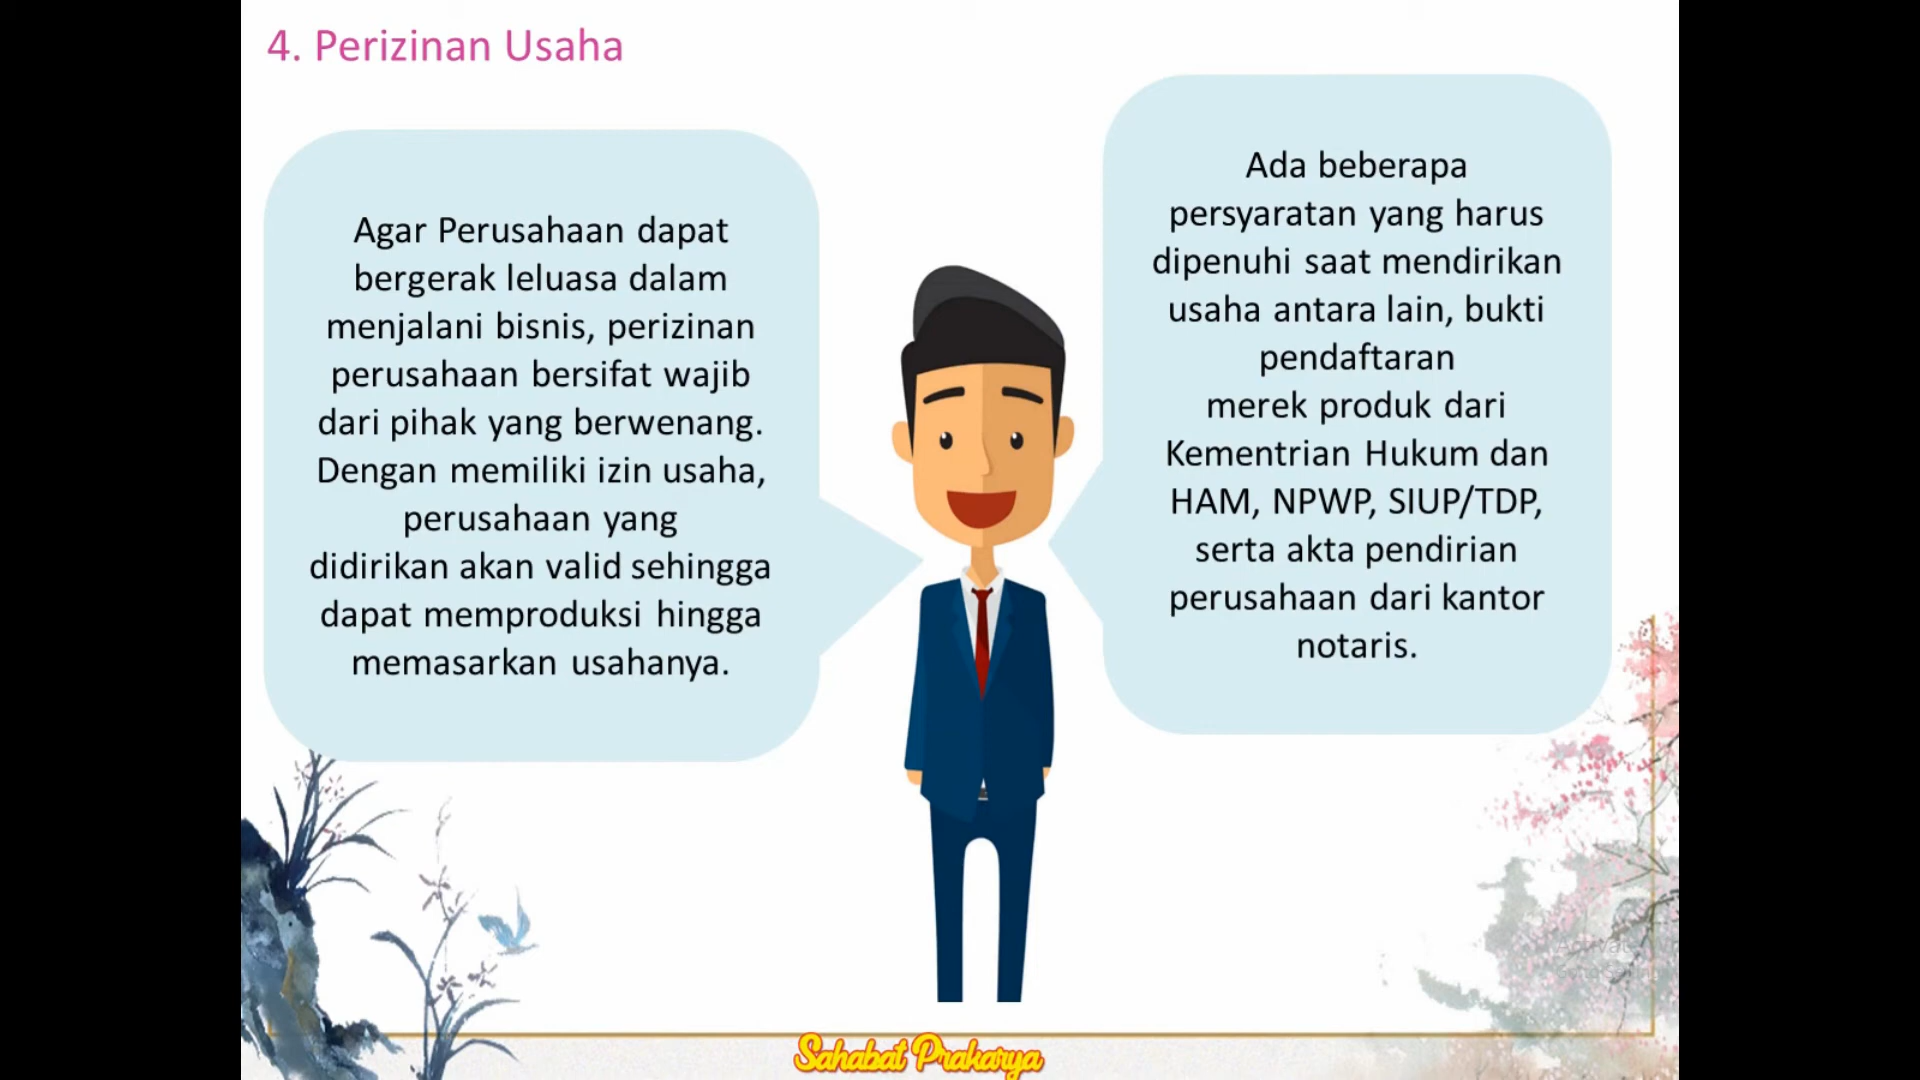 4. Perizinan Usaha
Agar Perusahaan dapat
bergerak leluasa dalam
menjalani bisnis, perizinan
perusahaan bersifat wajib
dari pihak yang berwenang.
Dengan memiliki izin usaha,
perusahaan yang
didirikan akan valid sehingga
dapat memproduksi hingga
memasarkan usahanya.
Ada beberapa
persyaratan yang harus
dipenuhi saat mendirikan
usaha antara lain, bukti
pendaftaran
merek produk dari
Kementrian Hukum dan
HAM, NPWP, SIUP/TDP,
serta akta pendirian
perusahaan dari kantor
notaris.
Sahabat Prakarya